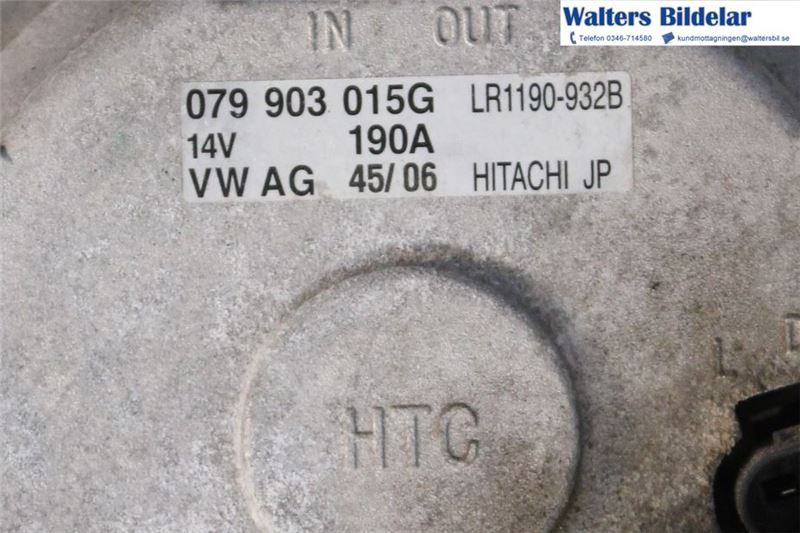 Walters Bildelar
Telefon 0346-714580 kundmottagningen@waltersbil.se
IN OUT
079 903 015G LR1190-932B
14V 190A
VW AG 45/06 HITACHI JP
L
HTC